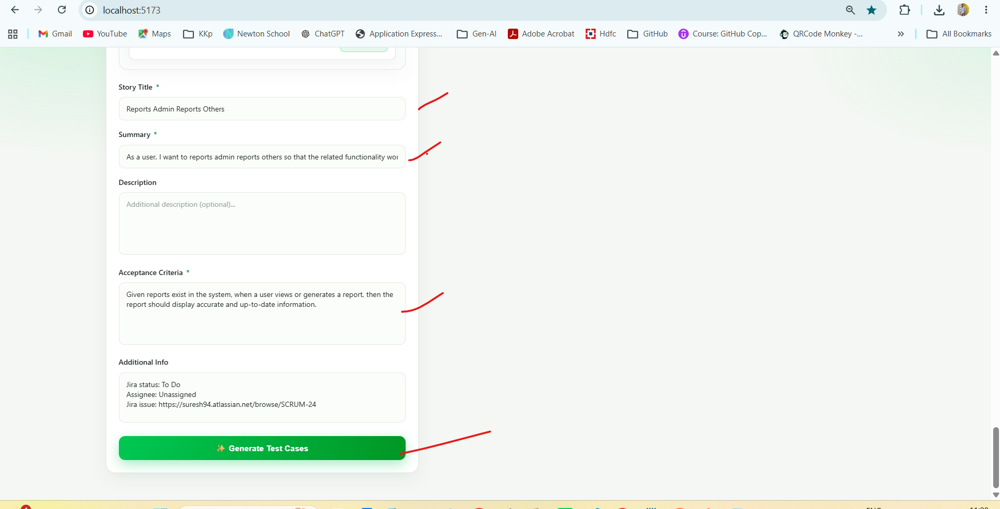 localhost:5173
Gmail YouTube Maps KKp Newton School ChatGPT Application Express... Gen-AI Adobe Acrobat Hdfc GitHub Course: GitHub Cop... QRCode Monkey -... All Bookmarks
Story Title *
Reports Admin Reports Others
Summary *
As a user, I want to reports admin reports others so that the related functionality
Description
Additional description (optional)...
Acceptance Criteria *
Given reports exist in the system, when a user views or generates a report, then the
report should display accurate and up-to-date information.
Additional Info
Jira status: To Do
Assignee: Unassigned
Jira issue: https://suresh94.atlassian.net/browse/SCRUM-24
✨ Generate Test Cases